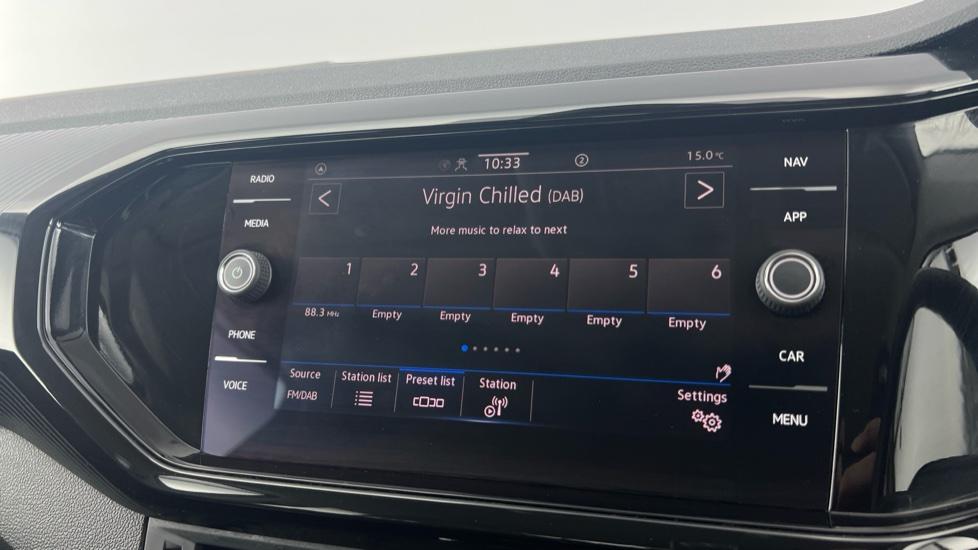 RADIO
MEDIA
PHONE
VOICE
10:33
2
15.0 °C
<
Virgin Chilled (DAB)
>
More music to relax to next
1 2 3 4 5 6
88.3 MHz Empty Empty Empty Empty Empty
Source Station list Preset list Station Settings
FM/DAB
NAV
APP
CAR
MENU